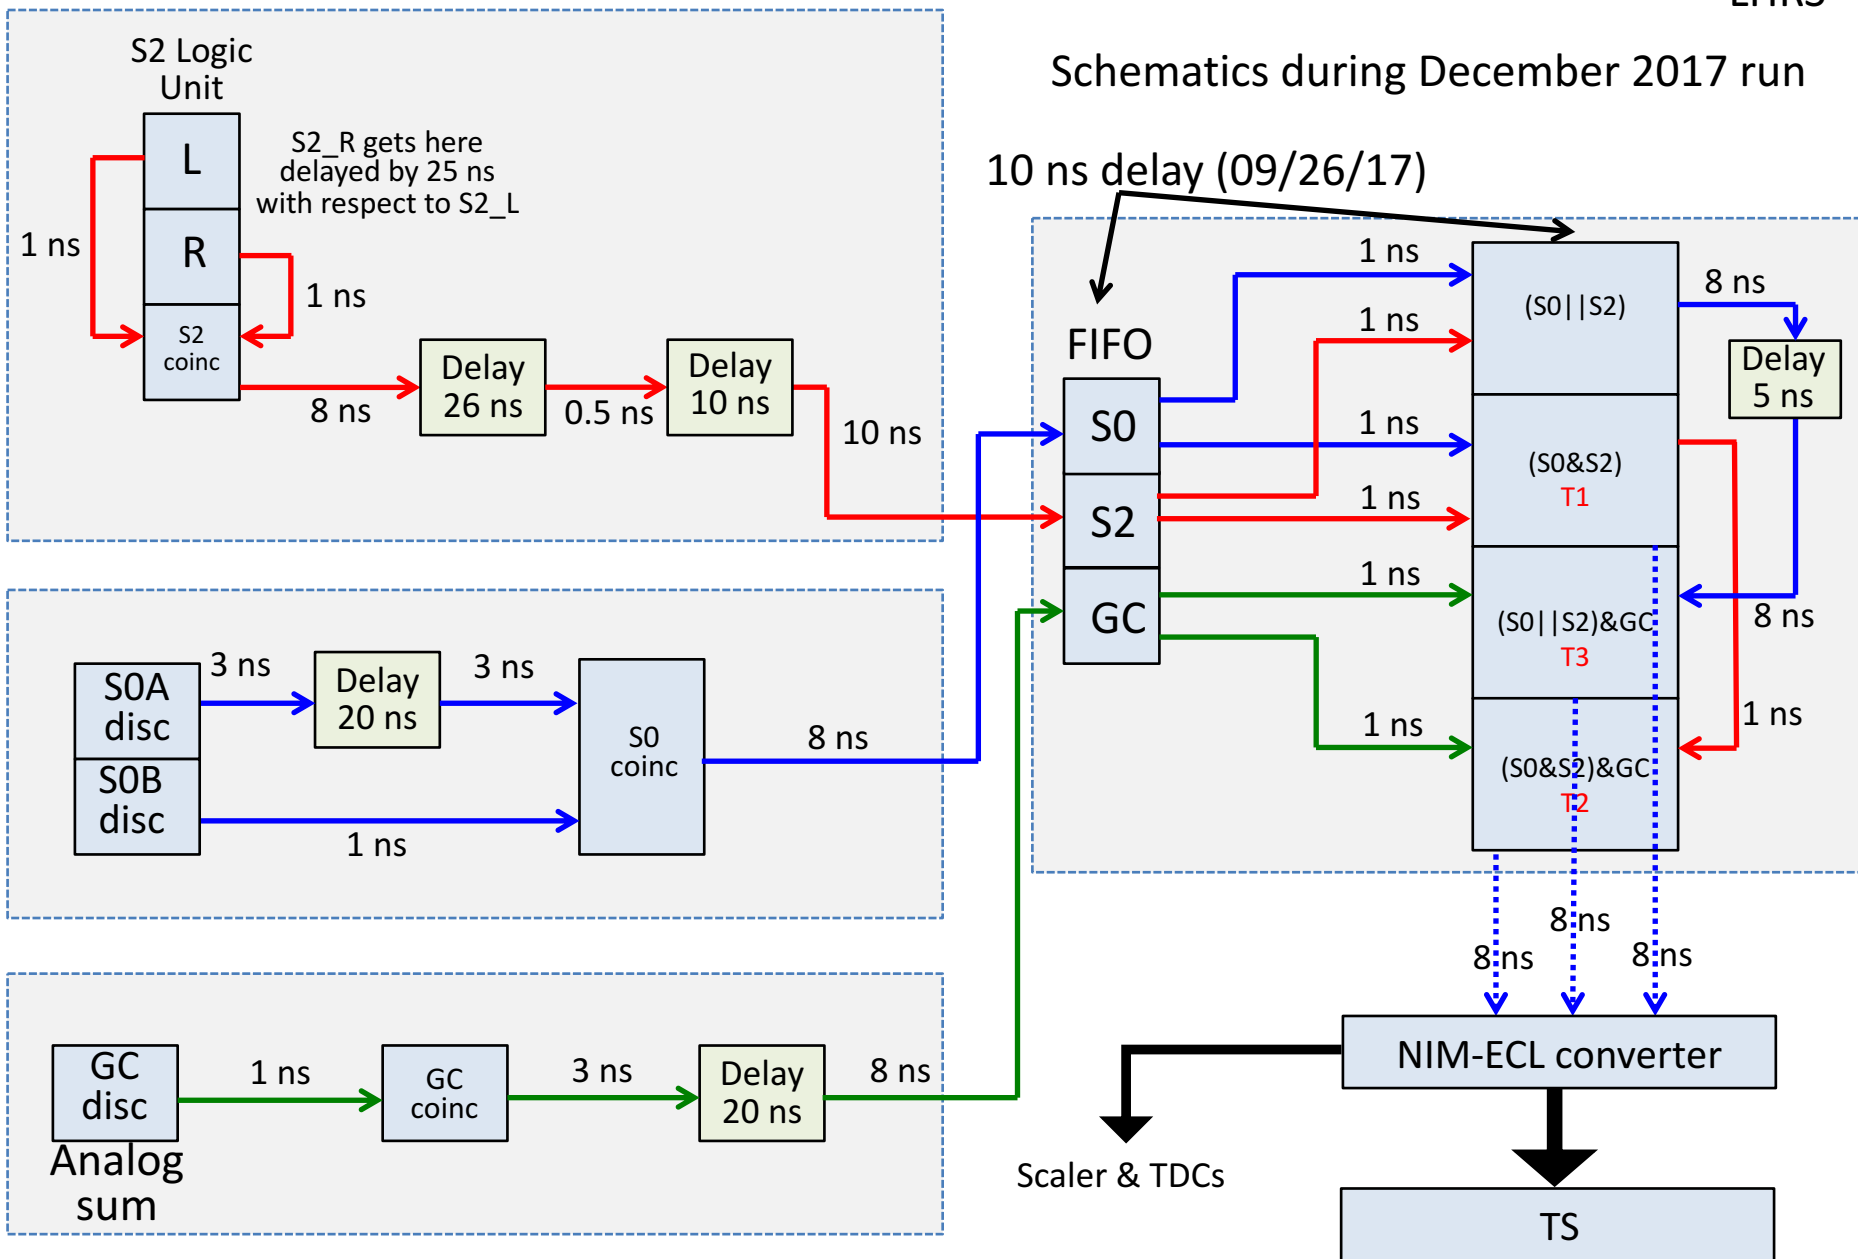 Schematics during December 2017 run
S2 Logic
Unit
L
R
S2
coinc
S2_R gets here
delayed by 25 ns
with respect to S2_L
1 ns
1 ns
8 ns
Delay
26 ns
0.5 ns
Delay
10 ns
10 ns
S0A
disc
S0B
disc
3 ns
Delay
20 ns
3 ns
1 ns
S0
coinc
8 ns
GC
disc
Analog
sum
1 ns
GC
coinc
3 ns
Delay
20 ns
8 ns
10 ns delay (09/26/17)
FIFO
S0
S2
GC
1 ns
1 ns
1 ns
1 ns
1 ns
1 ns
(S0||S2)
(S0&S2)
T1
(S0||S2)&GC
T3
(S0&S2)&GC
T2
8 ns
Delay
5 ns
8 ns
1 ns
8 ns
8 ns
8 ns
NIM-ECL converter
Scaler & TDCs
TS